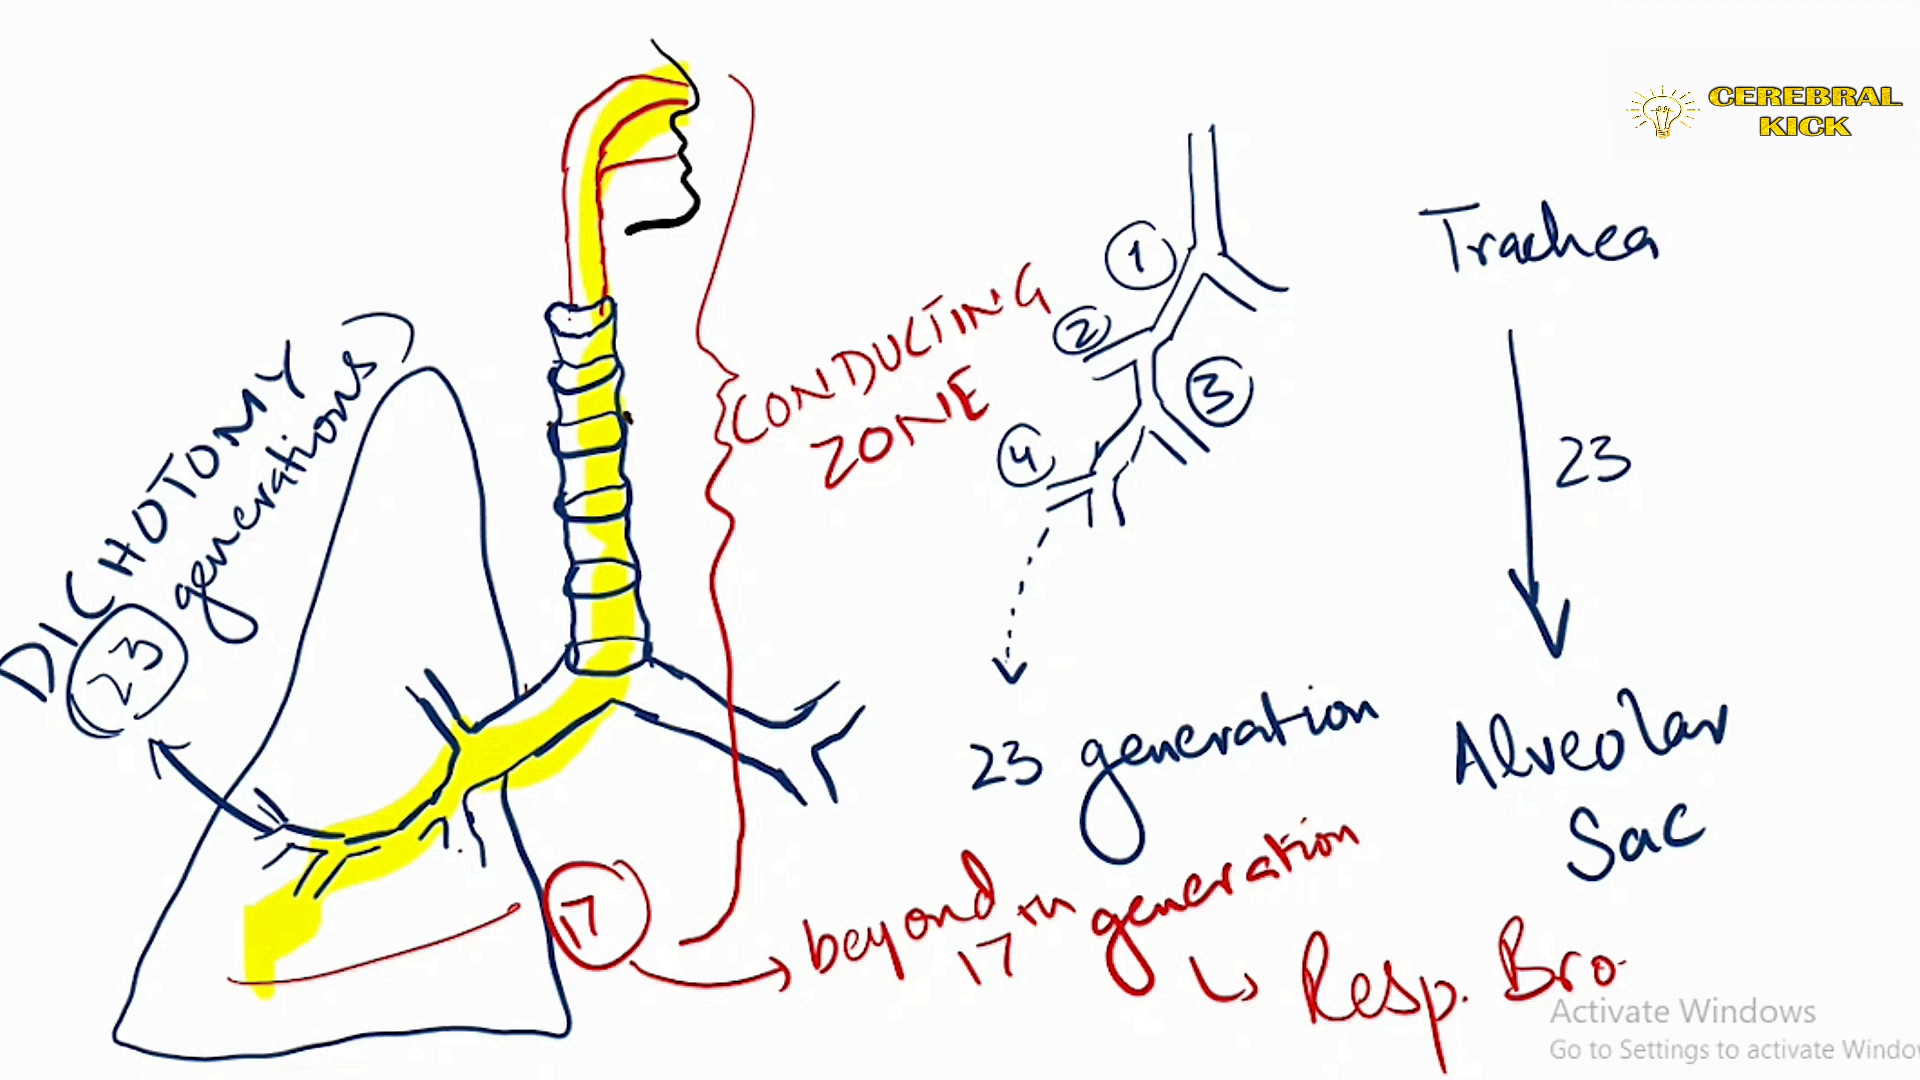 CEREBRAL
KICK
Trachea
1
2
3
4
CONDUCTING
ZONE
DICHOTOMY
23
generations
23
23 generation
Alveolar
Sac
17
beyond
17th generation
Resp. Bro.
Activate Windows
Go to Settings to activate Window